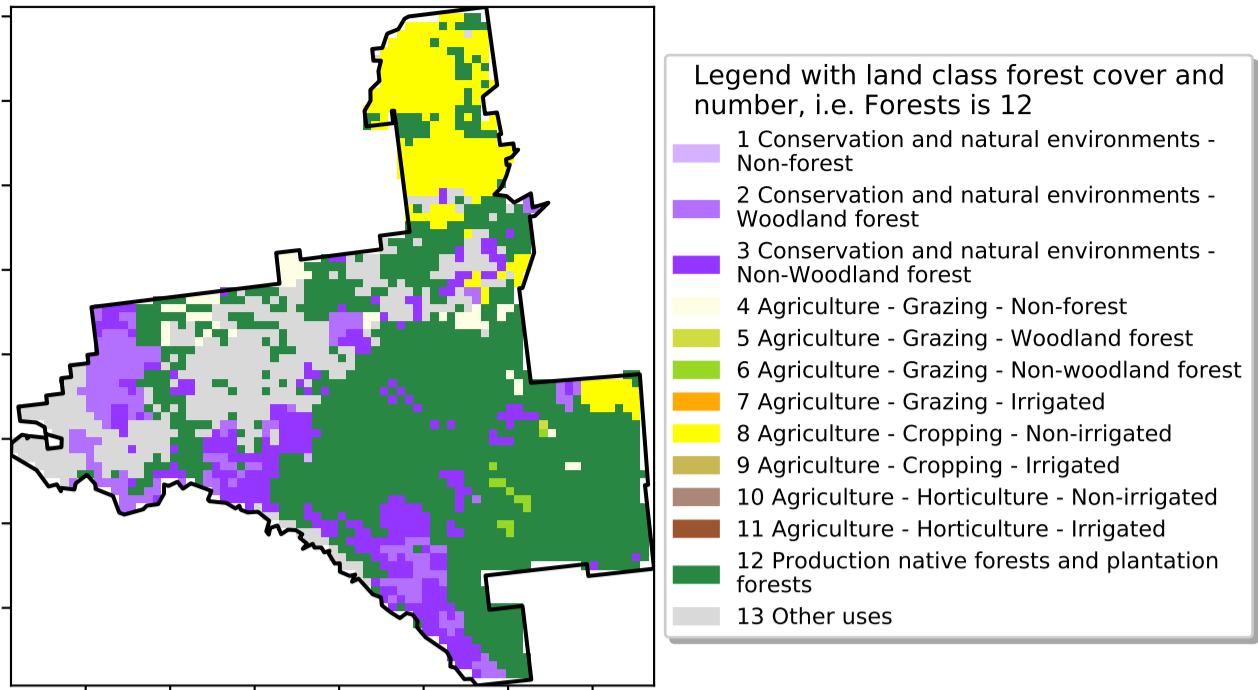 Legend with land class forest cover and
number, i.e. Forests is 12
1 Conservation and natural environments -
Non-forest
2 Conservation and natural environments -
Woodland forest
3 Conservation and natural environments -
Non-Woodland forest
4 Agriculture - Grazing - Non-forest
5 Agriculture - Grazing - Woodland forest
6 Agriculture - Grazing - Non-woodland forest
7 Agriculture - Grazing - Irrigated
8 Agriculture - Cropping - Non-irrigated
9 Agriculture - Cropping - Irrigated
10 Agriculture - Horticulture - Non-irrigated
11 Agriculture - Horticulture - Irrigated
12 Production native forests and plantation
forests
13 Other uses